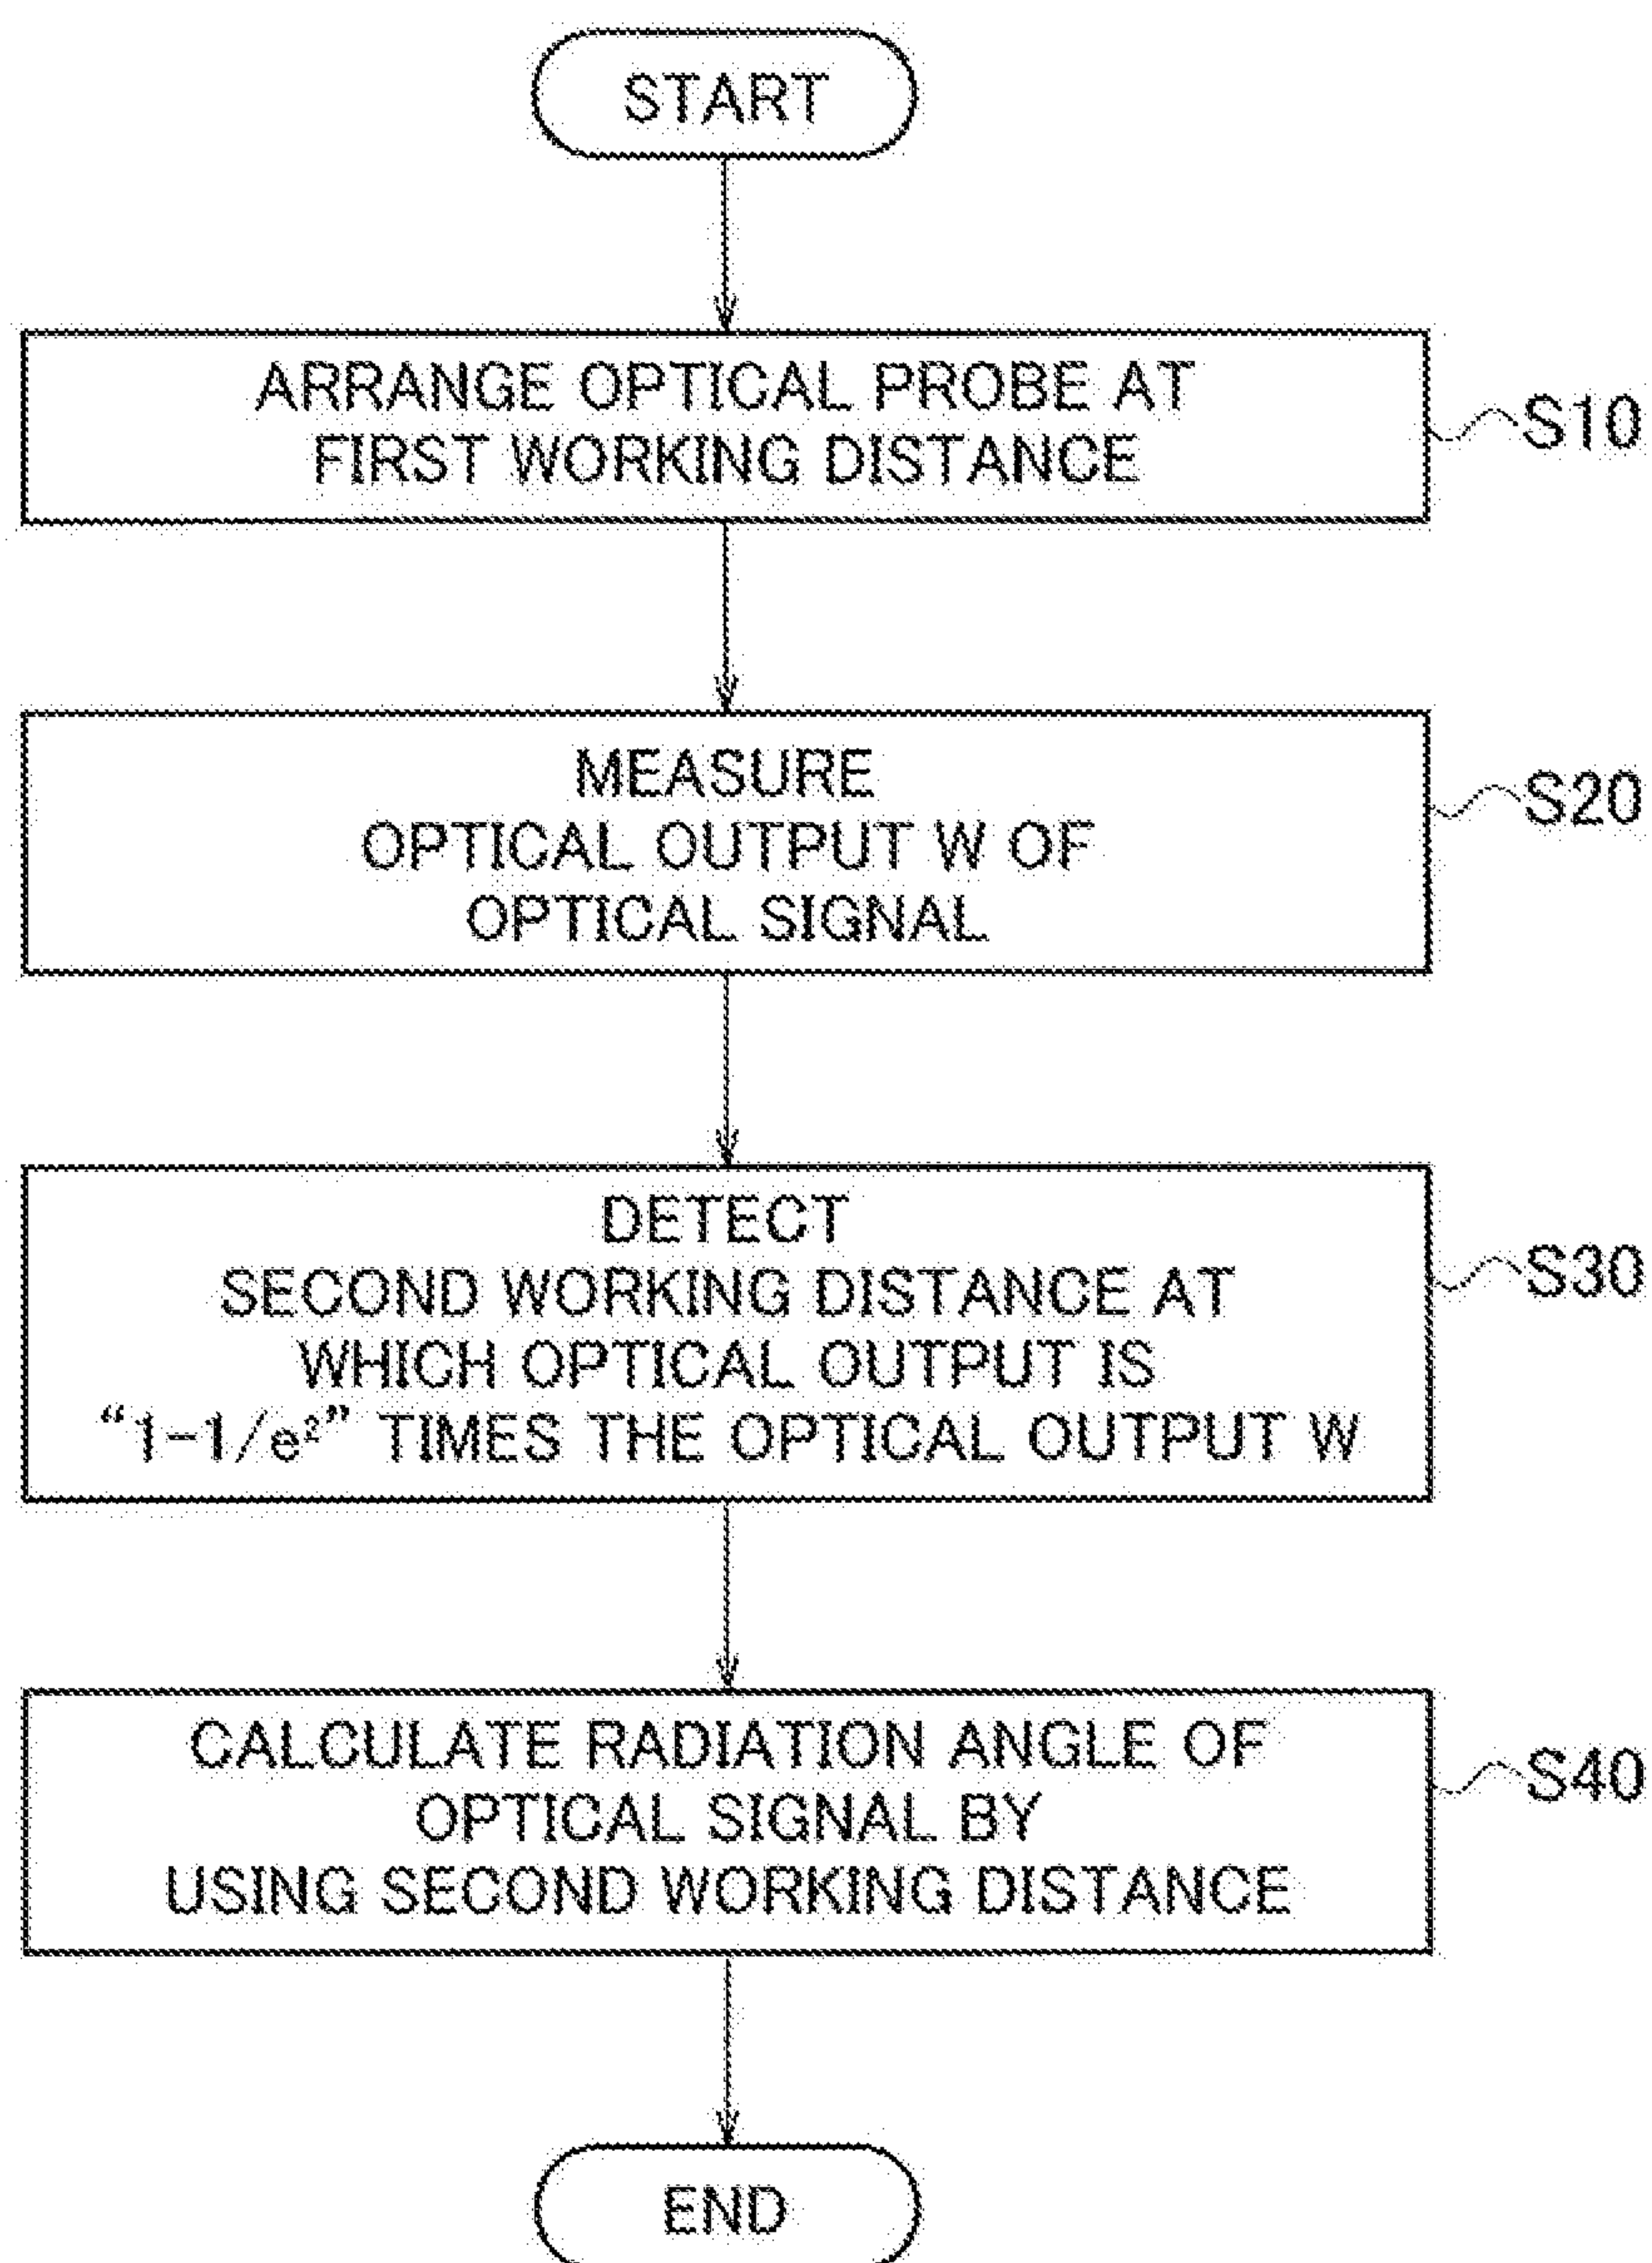 START
ARRANGE OPTICAL PROBE AT
FIRST WORKING DISTANCE
S10
MEASURE
OPTICAL OUTPUT W OF
OPTICAL SIGNAL
S20
DETECT
SECOND WORKING DISTANCE AT
WHICH OPTICAL OUTPUT IS
“1-1/e²” TIMES THE OPTICAL OUTPUT W
S30
CALCULATE RADIATION ANGLE OF
OPTICAL SIGNAL BY
USING SECOND WORKING DISTANCE
S40
END